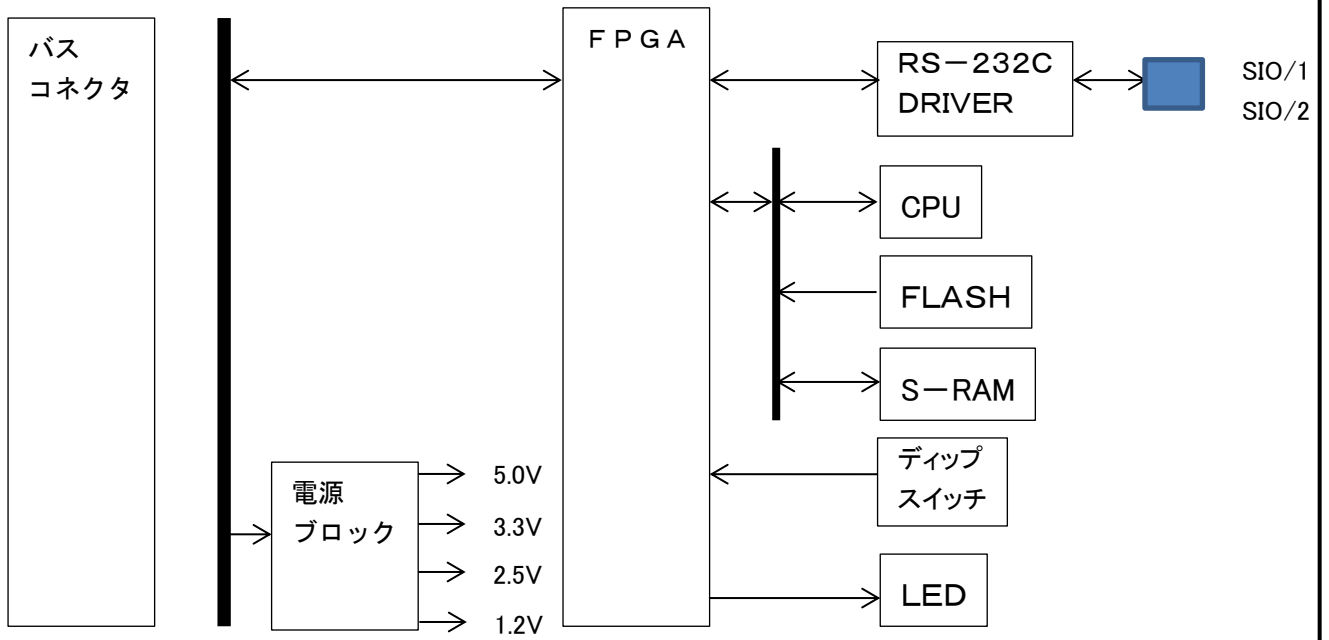 バス
コネクタ
ＦＰＧＡ
ＲＳ－２３２Ｃ
ＤＲＩＶＥＲ
SIO/1
SIO/2
ＣＰＵ
ＦＬＡＳＨ
Ｓ－ＲＡＭ
ディップ
スイッチ
ＬＥＤ
電源
ブロック
5.0V
3.3V
2.5V
1.2V